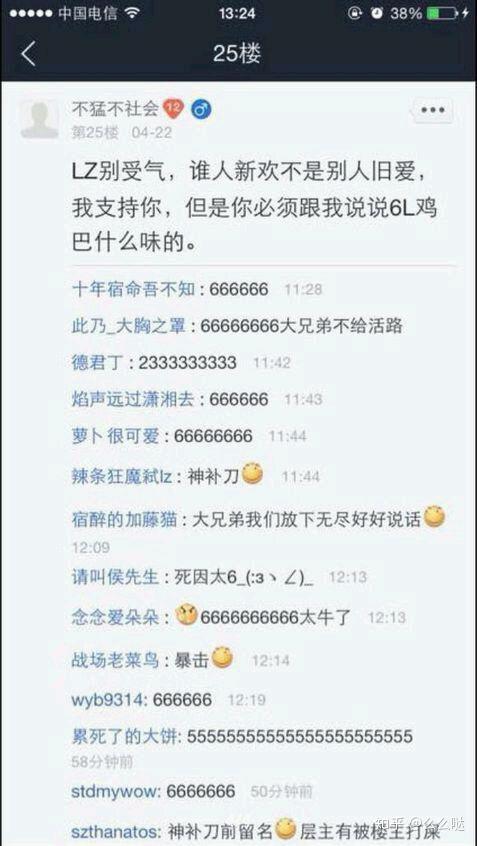 中国电信 13:24 38%
25楼
不猛不社会 12
第25楼 04-22
LZ别受气，谁人新欢不是别人旧爱，
我支持你，但是你必须跟我说说6L鸡
巴什么味的。
十年宿命吾不知 : 666666 11:28
此乃_大胸之罩 : 66666666大兄弟不给活路
德君丁 : 2333333333 11:42
焰声远过潇湘去 : 666666 11:43
萝卜很可爱 : 66666666 11:44
辣条狂魔弑lz : 神补刀 11:44
宿醉的加藤猫 : 大兄弟我们放下无尽好好说话
12:09
请叫侯先生 : 死因太6_(:з丶∠)_ 12:13
念念爱朵朵 : 6666666666太牛了 12:13
战场老菜鸟 : 暴击 12:14
wyb9314: 666666 12:19
累死了的大饼: 55555555555555555555555
58分钟前
stdmywow: 6666666 50分钟前
szthanatos: 神补刀前留名 层主有被楼主打屎
知乎 @么么哒